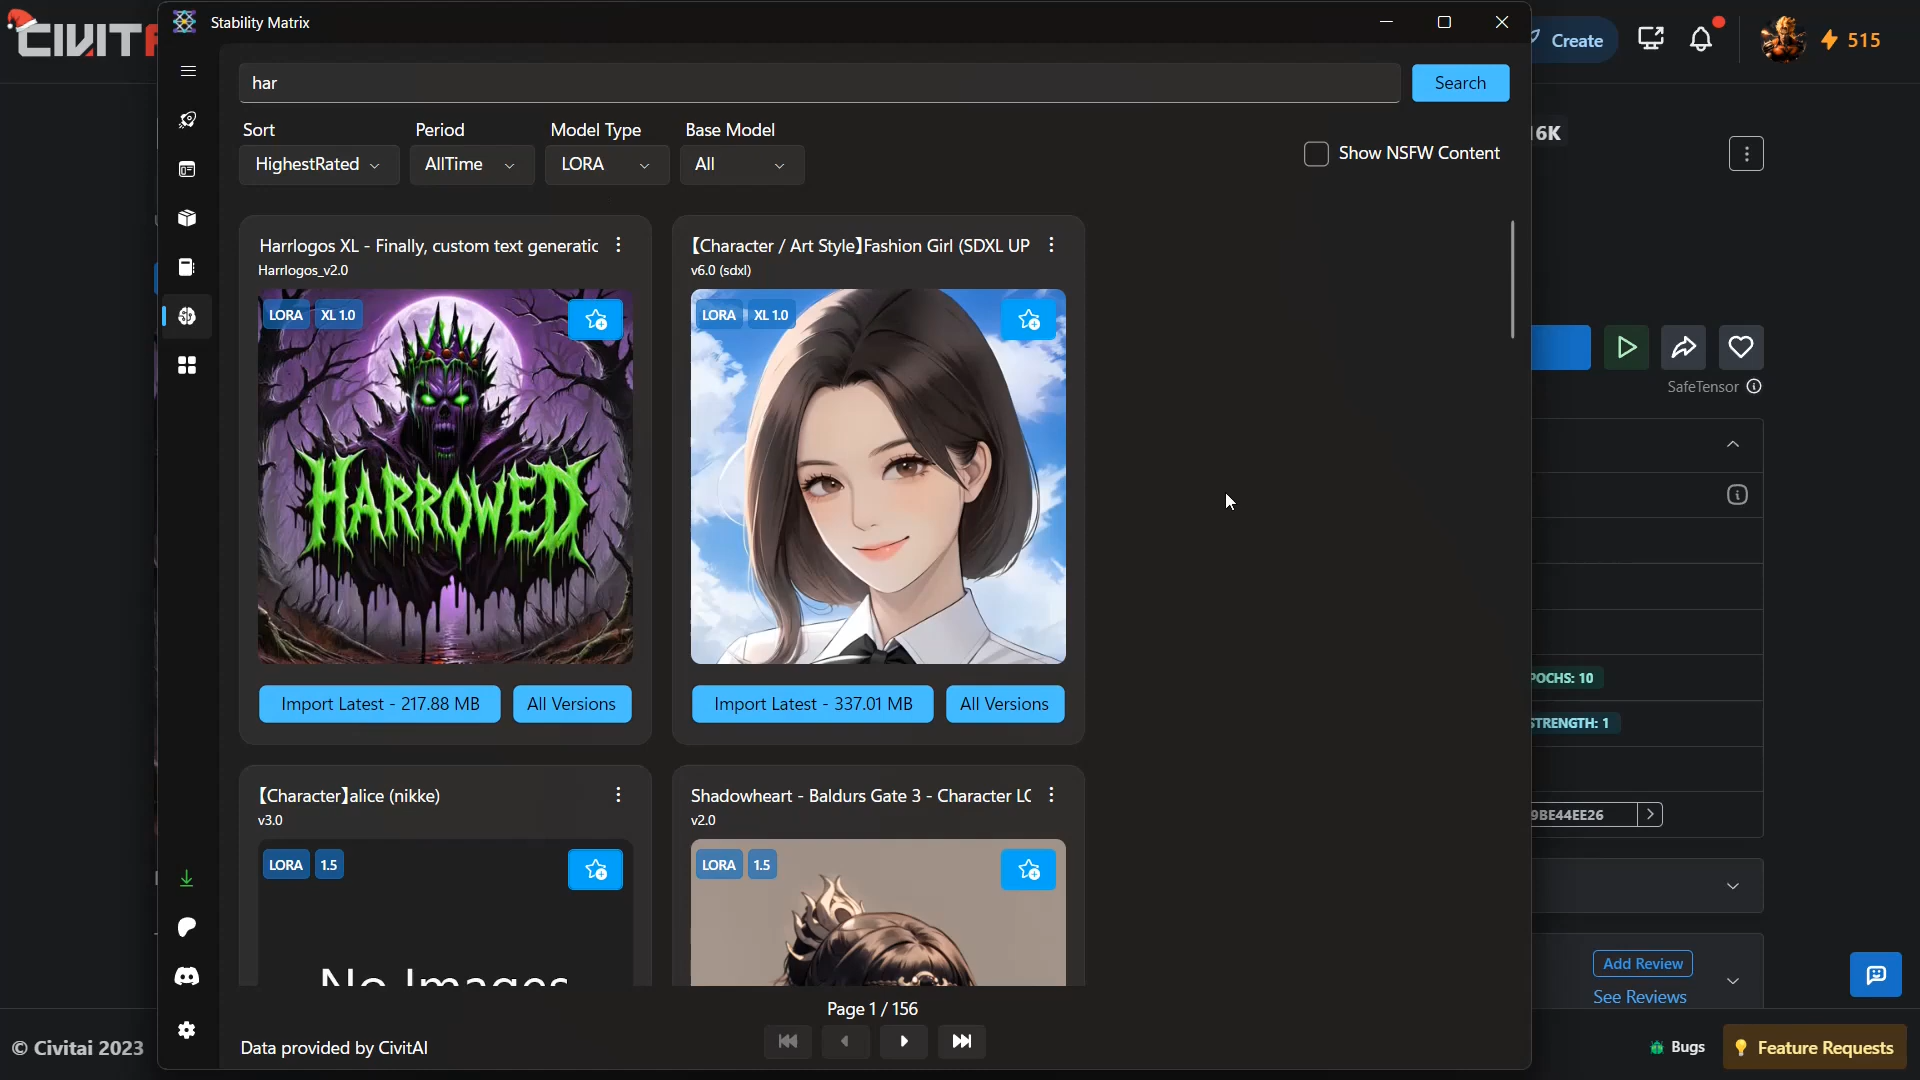 CIVIT
Stability Matrix
Create
515
har
Search
Sort
Period
Model Type
Base Model
HighestRated
AllTime
LORA
All
Show NSFW Content
16K
Harrlogos XL - Finally, custom text generatic
Harrlogos_v2.0
LORA
XL 1.0
HARROWED
Import Latest - 217.88 MB
All Versions
【Character / Art Style】Fashion Girl (SDXL UP
v6.0 (sdxl)
LORA
XL 1.0
Import Latest - 337.01 MB
All Versions
SafeTensor
【Character】alice (nikke)
v3.0
LORA
1.5
No Images
Shadowheart - Baldurs Gate 3 - Character LC
v2.0
LORA
1.5
POCHS: 10
STRENGTH: 1
9BE44EE26
Add Review
See Reviews
Page 1 / 156
Data provided by CivitAI
© Civitai 2023
Bugs
Feature Requests